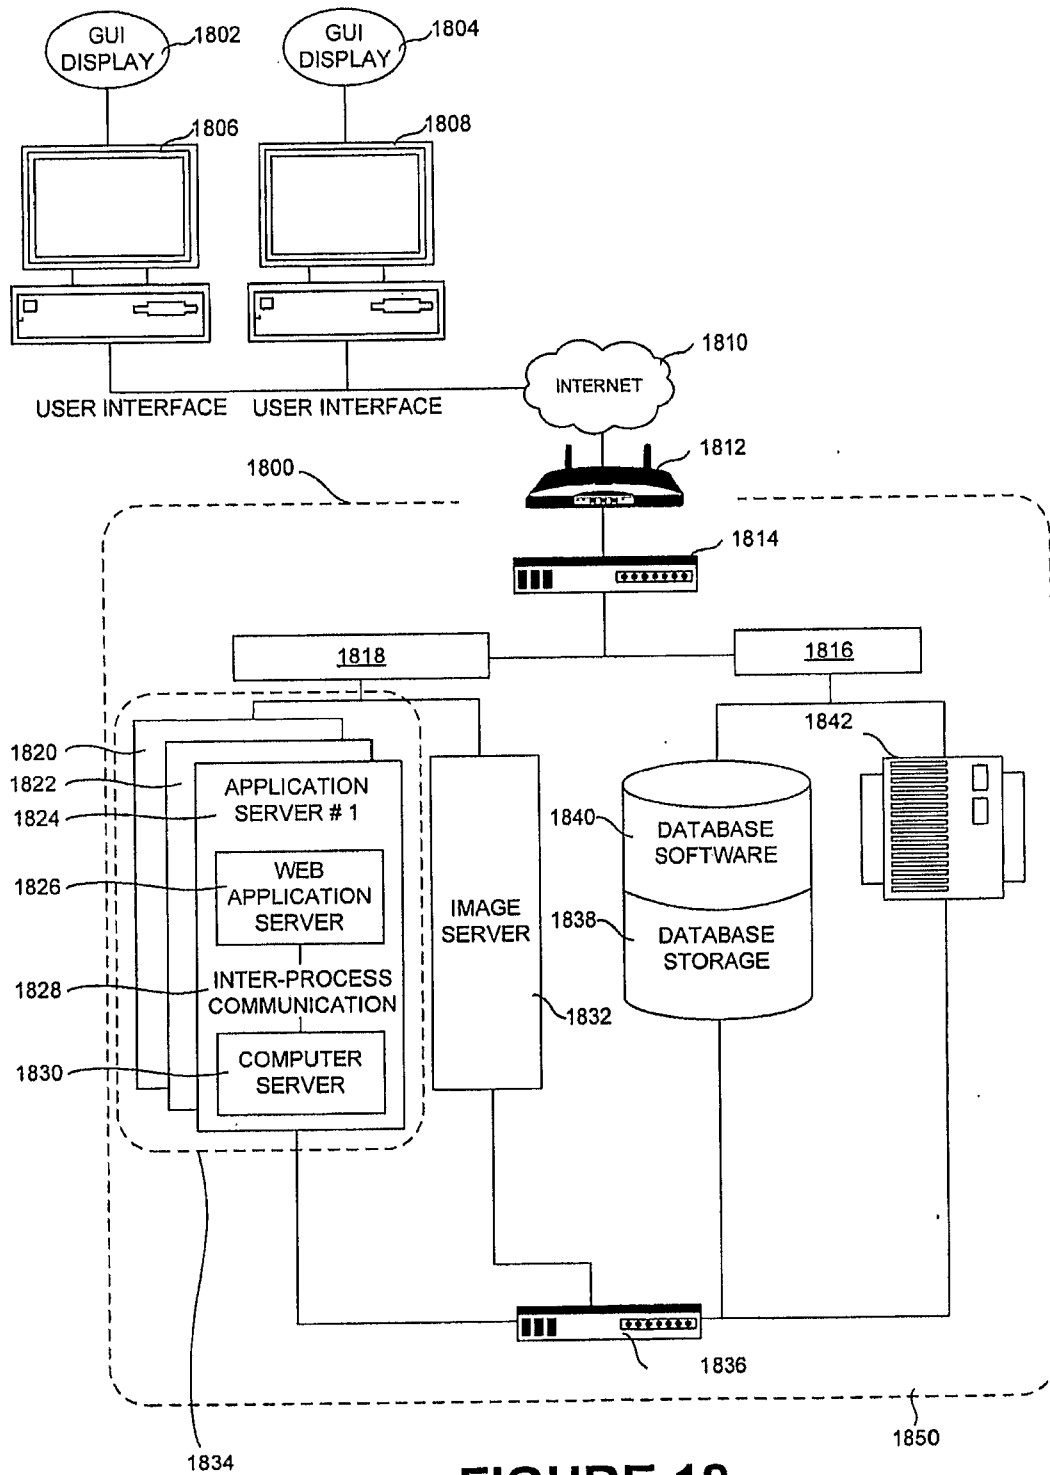 GUI
DISPLAY
1802
GUI
DISPLAY
1804
1806
1808
1810
INTERNET
USER INTERFACE
USER INTERFACE
1812
1800
1814
1818
1816
1842
1820
1822
1824
APPLICATION
SERVER # 1
1826
WEB
APPLICATION
SERVER
1828
INTER-PROCESS
COMMUNICATION
1830
COMPUTER
SERVER
IMAGE
SERVER
1832
1840
DATABASE
SOFTWARE
1838
DATABASE
STORAGE
1836
1850
1834
FIGURE 18